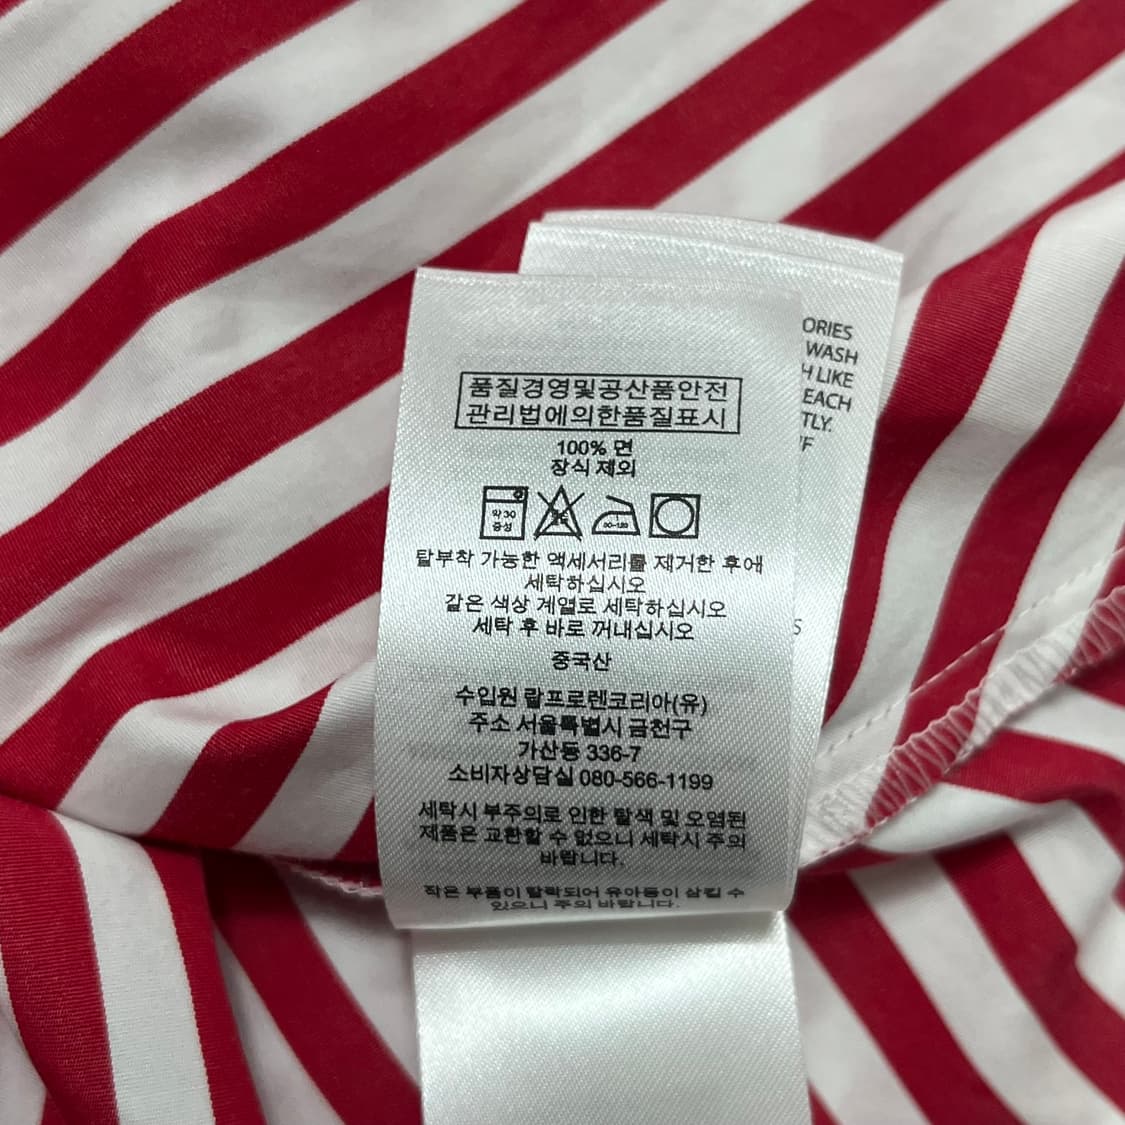 품질경영및공산품안전
관리법에의한품질표시
100% 면
장식 제외
약 30
중성
탈부착 가능한 액세서리를 제거한 후에
세탁하십시오
같은 색상 계열로 세탁하십시오
세탁 후 바로 꺼내십시오
중국산
수입원 랄프로렌코리아(유)
주소 서울특별시 금천구
가산동 336-7
소비자상담실 080-566-1199
세탁시 부주의로 인한 탈색 및 오염된
제품은 교환할 수 없으니 세탁시 주의
바랍니다.
작은 부품이 탈락되어 유아등이 삼킬 수
있으니 주의 바랍니다.
ORIES
WASH
H LIKE
EACH
TLY.
F
S